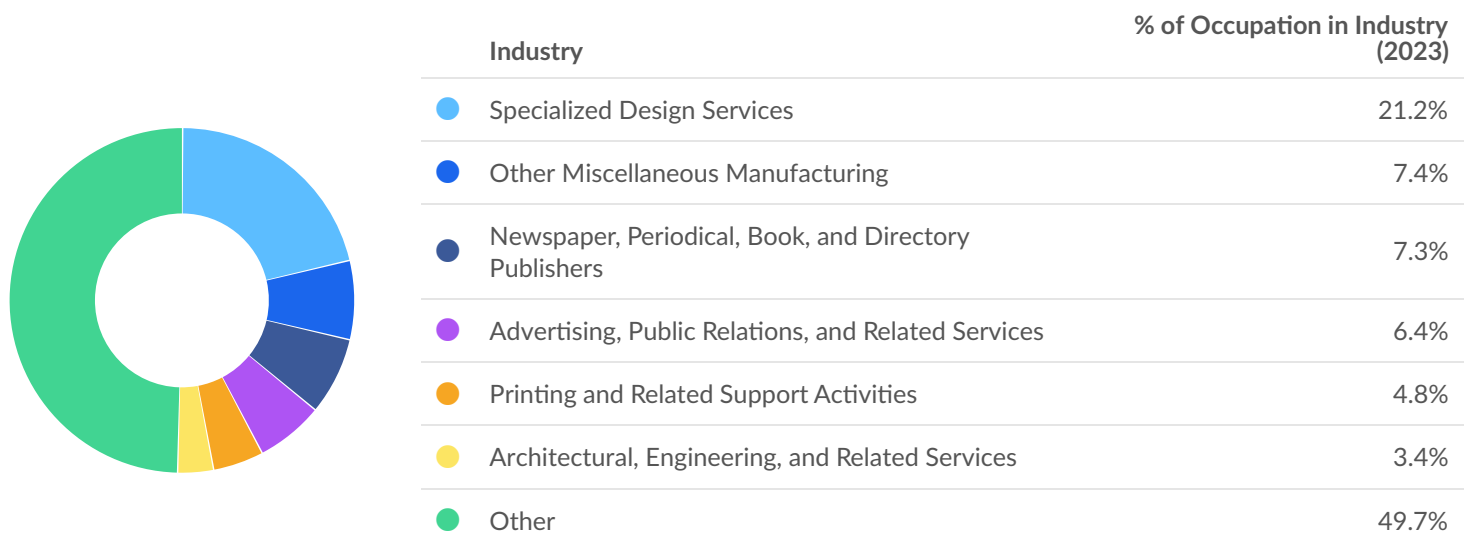 % of Occupation in Industry
(2023)
Industry
Specialized Design Services 21.2%
Other Miscellaneous Manufacturing 7.4%
Newspaper, Periodical, Book, and Directory
Publishers
7.3%
Advertising, Public Relations, and Related Services 6.4%
Printing and Related Support Activities 4.8%
Architectural, Engineering, and Related Services 3.4%
Other 49.7%